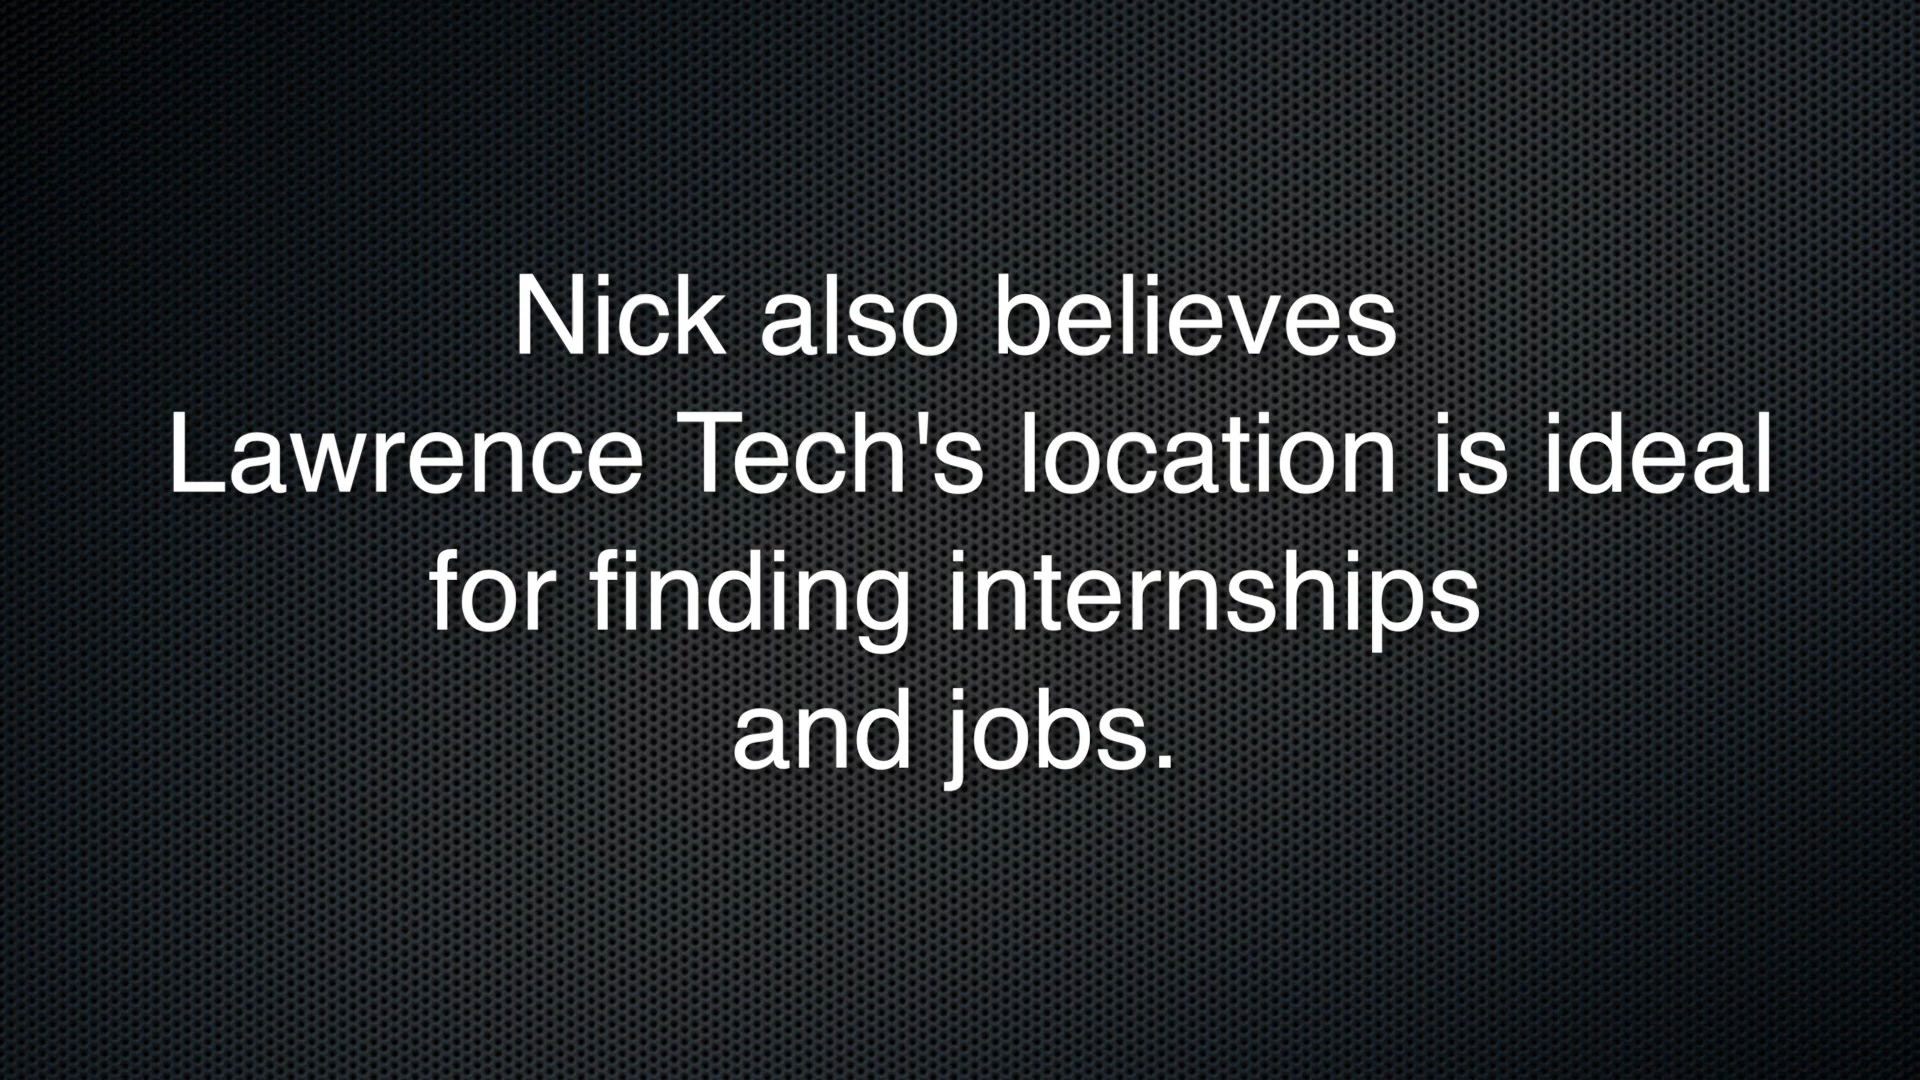 Nick also believes
Lawrence Tech's location is ideal
for finding internships
and jobs.